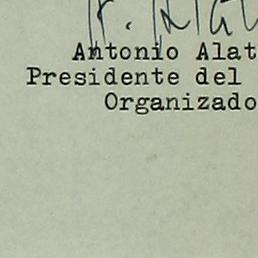 Antonio Alat
Presidente del
Organizado